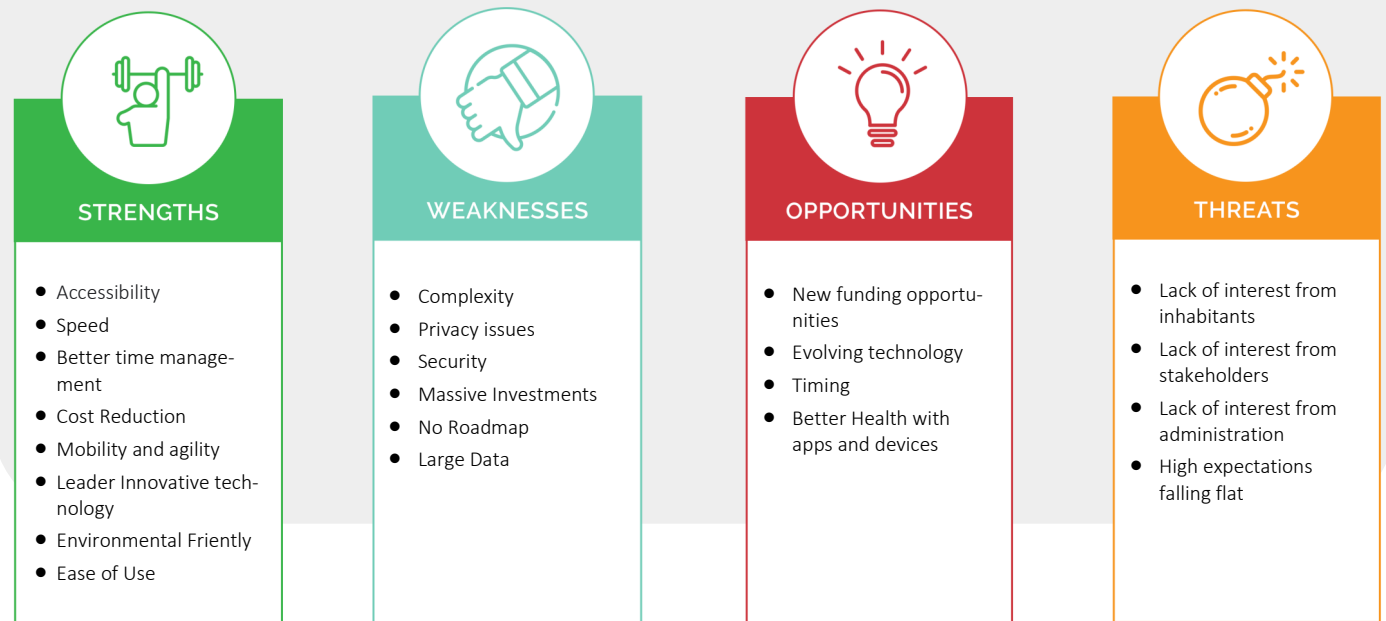 STRENGTHS
Accessibility
Speed
Better time manage-
ment
Cost Reduction
Mobility and agility
Leader Innovative tech-
nology
Environmental Friently
Ease of Use
WEAKNESSES
Complexity
Privacy issues
Security
Massive Investments
No Roadmap
Large Data
OPPORTUNITIES
New funding opportu-
nities
Evolving technology
Timing
Better Health with
apps and devices
THREATS
Lack of interest from
inhabitants
Lack of interest from
stakeholders
Lack of interest from
administration
High expectations
falling flat